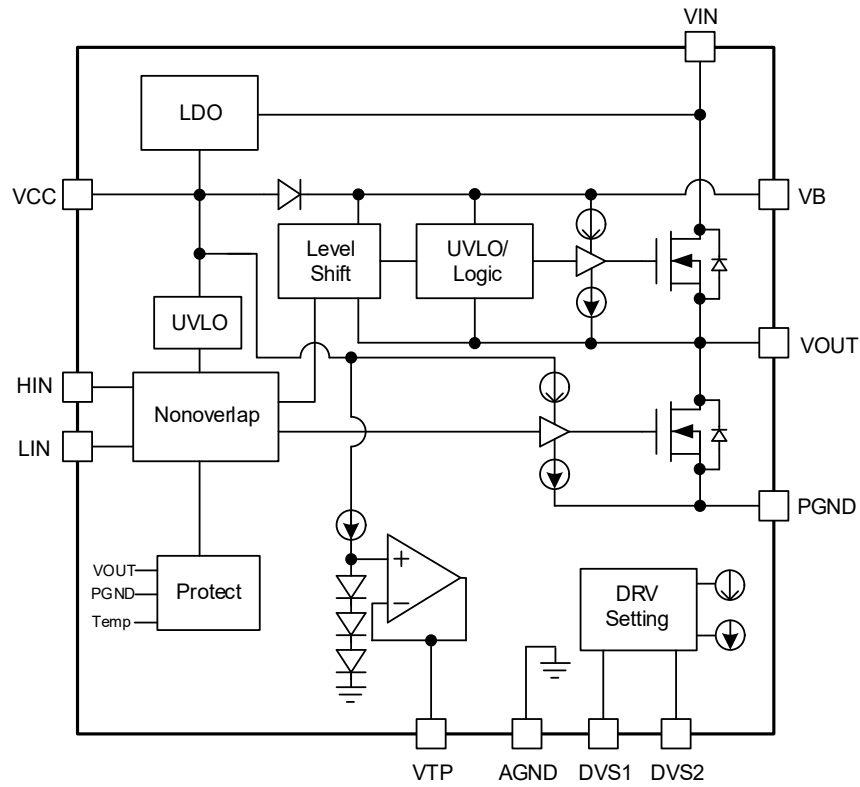 VIN
LDO
VCC
VB
Level
Shift
UVLO/
Logic
UVLO
VOUT
HIN
Nonoverlap
LIN
PGND
VOUT
PGND
Temp
Protect
+
−
DRV
Setting
VTP
AGND
DVS1
DVS2